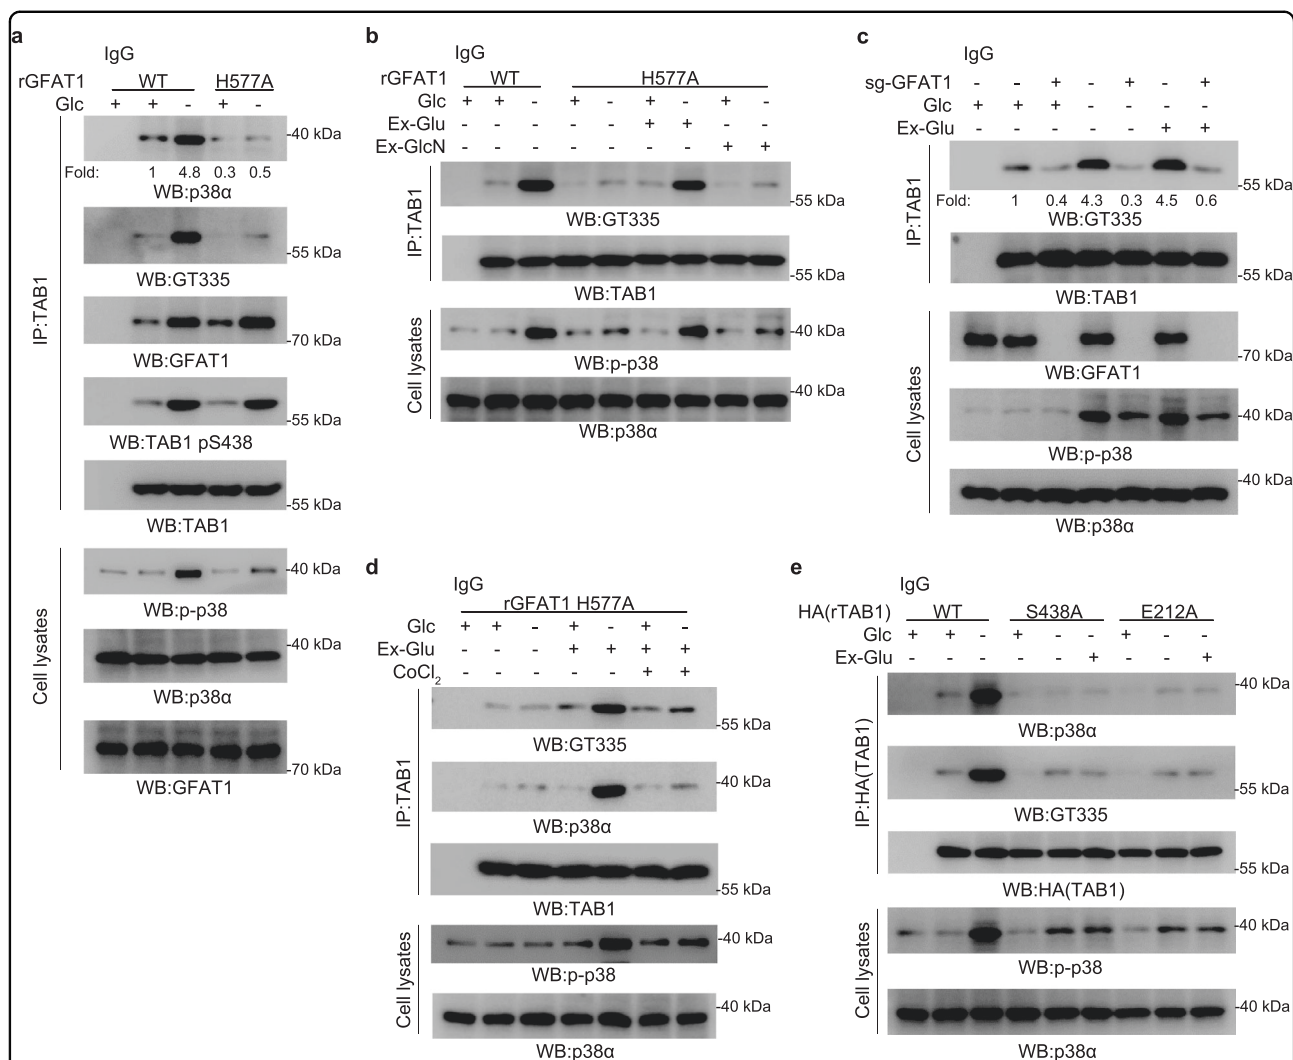 a
IgG
rGFAT1 WT H577A
Glc + + - + -
-40 kDa
Fold: 1 4.8 0.3 0.5
WB:p38α
-55 kDa
WB:GT335
-70 kDa
WB:GFAT1
-55 kDa
WB:TAB1 pS438
-55 kDa
WB:TAB1
IP:TAB1
-40 kDa
WB:p-p38
-40 kDa
WB:p38α
-70 kDa
WB:GFAT1
Cell lysates
b
IgG
rGFAT1 WT H577A
Glc + + - + - + - + -
Ex-Glu - - - - - + + - -
Ex-GlcN - - - - - - - + +
-55 kDa
WB:GT335
-55 kDa
WB:TAB1
IP:TAB1
-40 kDa
WB:p-p38
-40 kDa
WB:p38α
Cell lysates
c
IgG
sg-GFAT1 - - + - + - +
Glc + + + - - - -
Ex-Glu - - - - - + +
-55 kDa
Fold: 1 0.4 4.3 0.3 4.5 0.6
WB:GT335
-55 kDa
WB:TAB1
IP:TAB1
-70 kDa
WB:GFAT1
-40 kDa
WB:p-p38
-40 kDa
WB:p38α
Cell lysates
d
IgG
rGFAT1 H577A
Glc + + - + - + -
Ex-Glu - - - + + + +
CoCl2 - - - - - + +
-55 kDa
WB:GT335
-40 kDa
WB:p38α
-55 kDa
WB:TAB1
IP:TAB1
-40 kDa
WB:p-p38
-40 kDa
WB:p38α
Cell lysates
e
IgG
HA(rTAB1) WT S438A E212A
Glc + + - + - - + - -
Ex-Glu - - - - - + - - +
-40 kDa
WB:p38α
-55 kDa
WB:GT335
-55 kDa
WB:HA(TAB1)
IP:HA(TAB1)
-40 kDa
WB:p-p38
-40 kDa
WB:p38α
Cell lysates